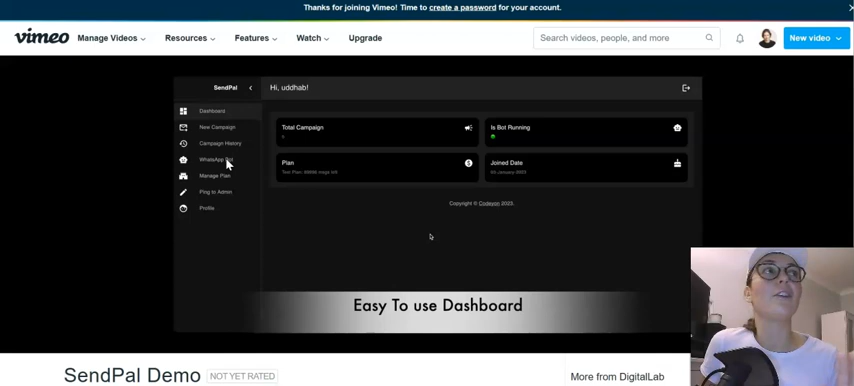 Thanks for joining Vimeo! Time to create a password for your account.
vimeo Manage Videos Resources Features Watch Upgrade Search videos, people, and more New video
SendPal Hi, uddhab!
Dashboard
New Campaign
Campaign History
WhatsApp Bot
Manage Plan
Ping to Admin
Profile
Total Campaign
Is Bot Running
Plan
Joined Date
Copyright © Codeyon 2023.
Easy To use Dashboard
SendPal Demo NOT YET RATED
More from DigitalLab